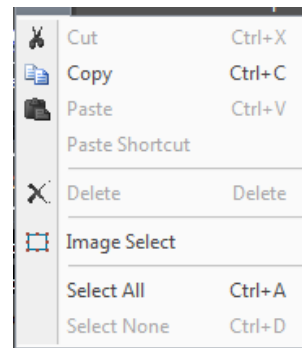 Cut Ctrl+X
Copy Ctrl+C
Paste Ctrl+V
Paste Shortcut
Delete Delete
Image Select
Select All Ctrl+A
Select None Ctrl+D